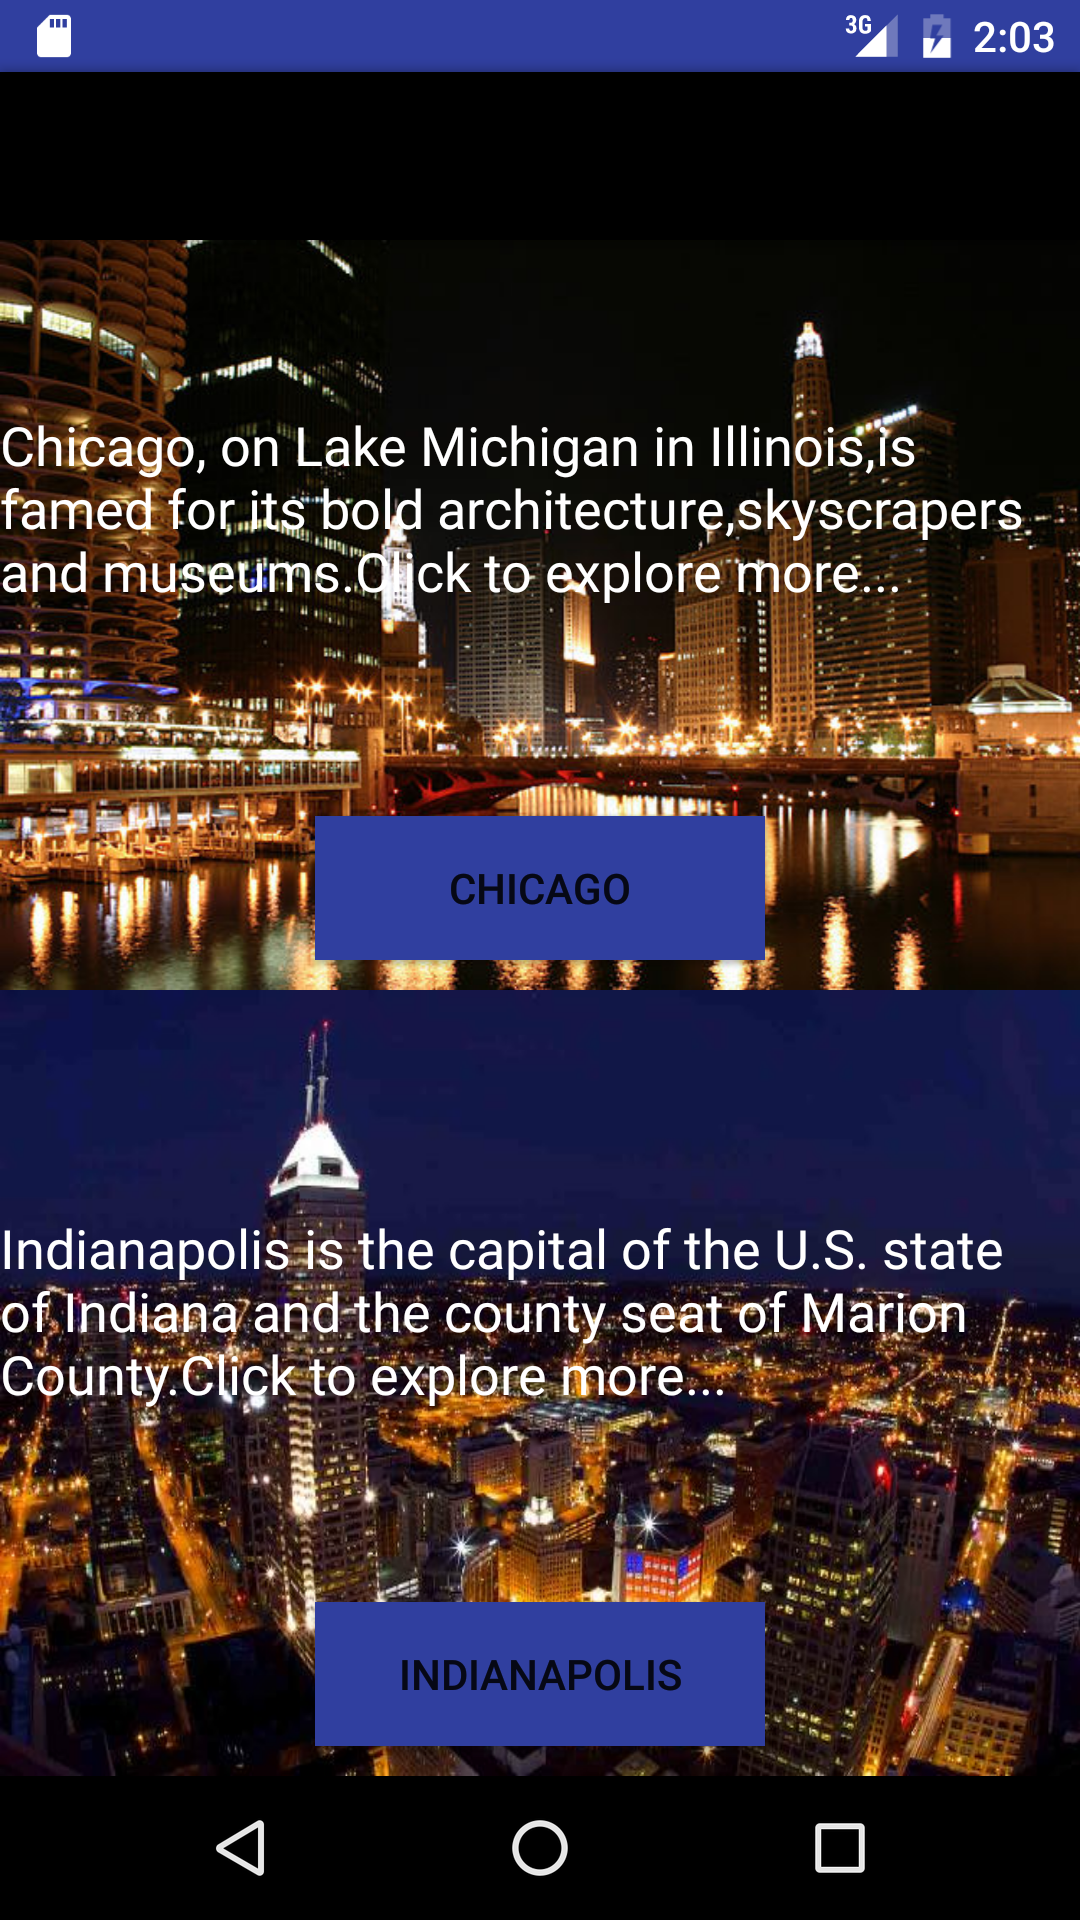 3G 2:03
Chicago, on Lake Michigan in Illinois,is
famed for its bold architecture,skyscrapers
and museums.Click to explore more...
CHICAGO
Indianapolis is the capital of the U.S. state
of Indiana and the county seat of Marion
County.Click to explore more...
INDIANAPOLIS